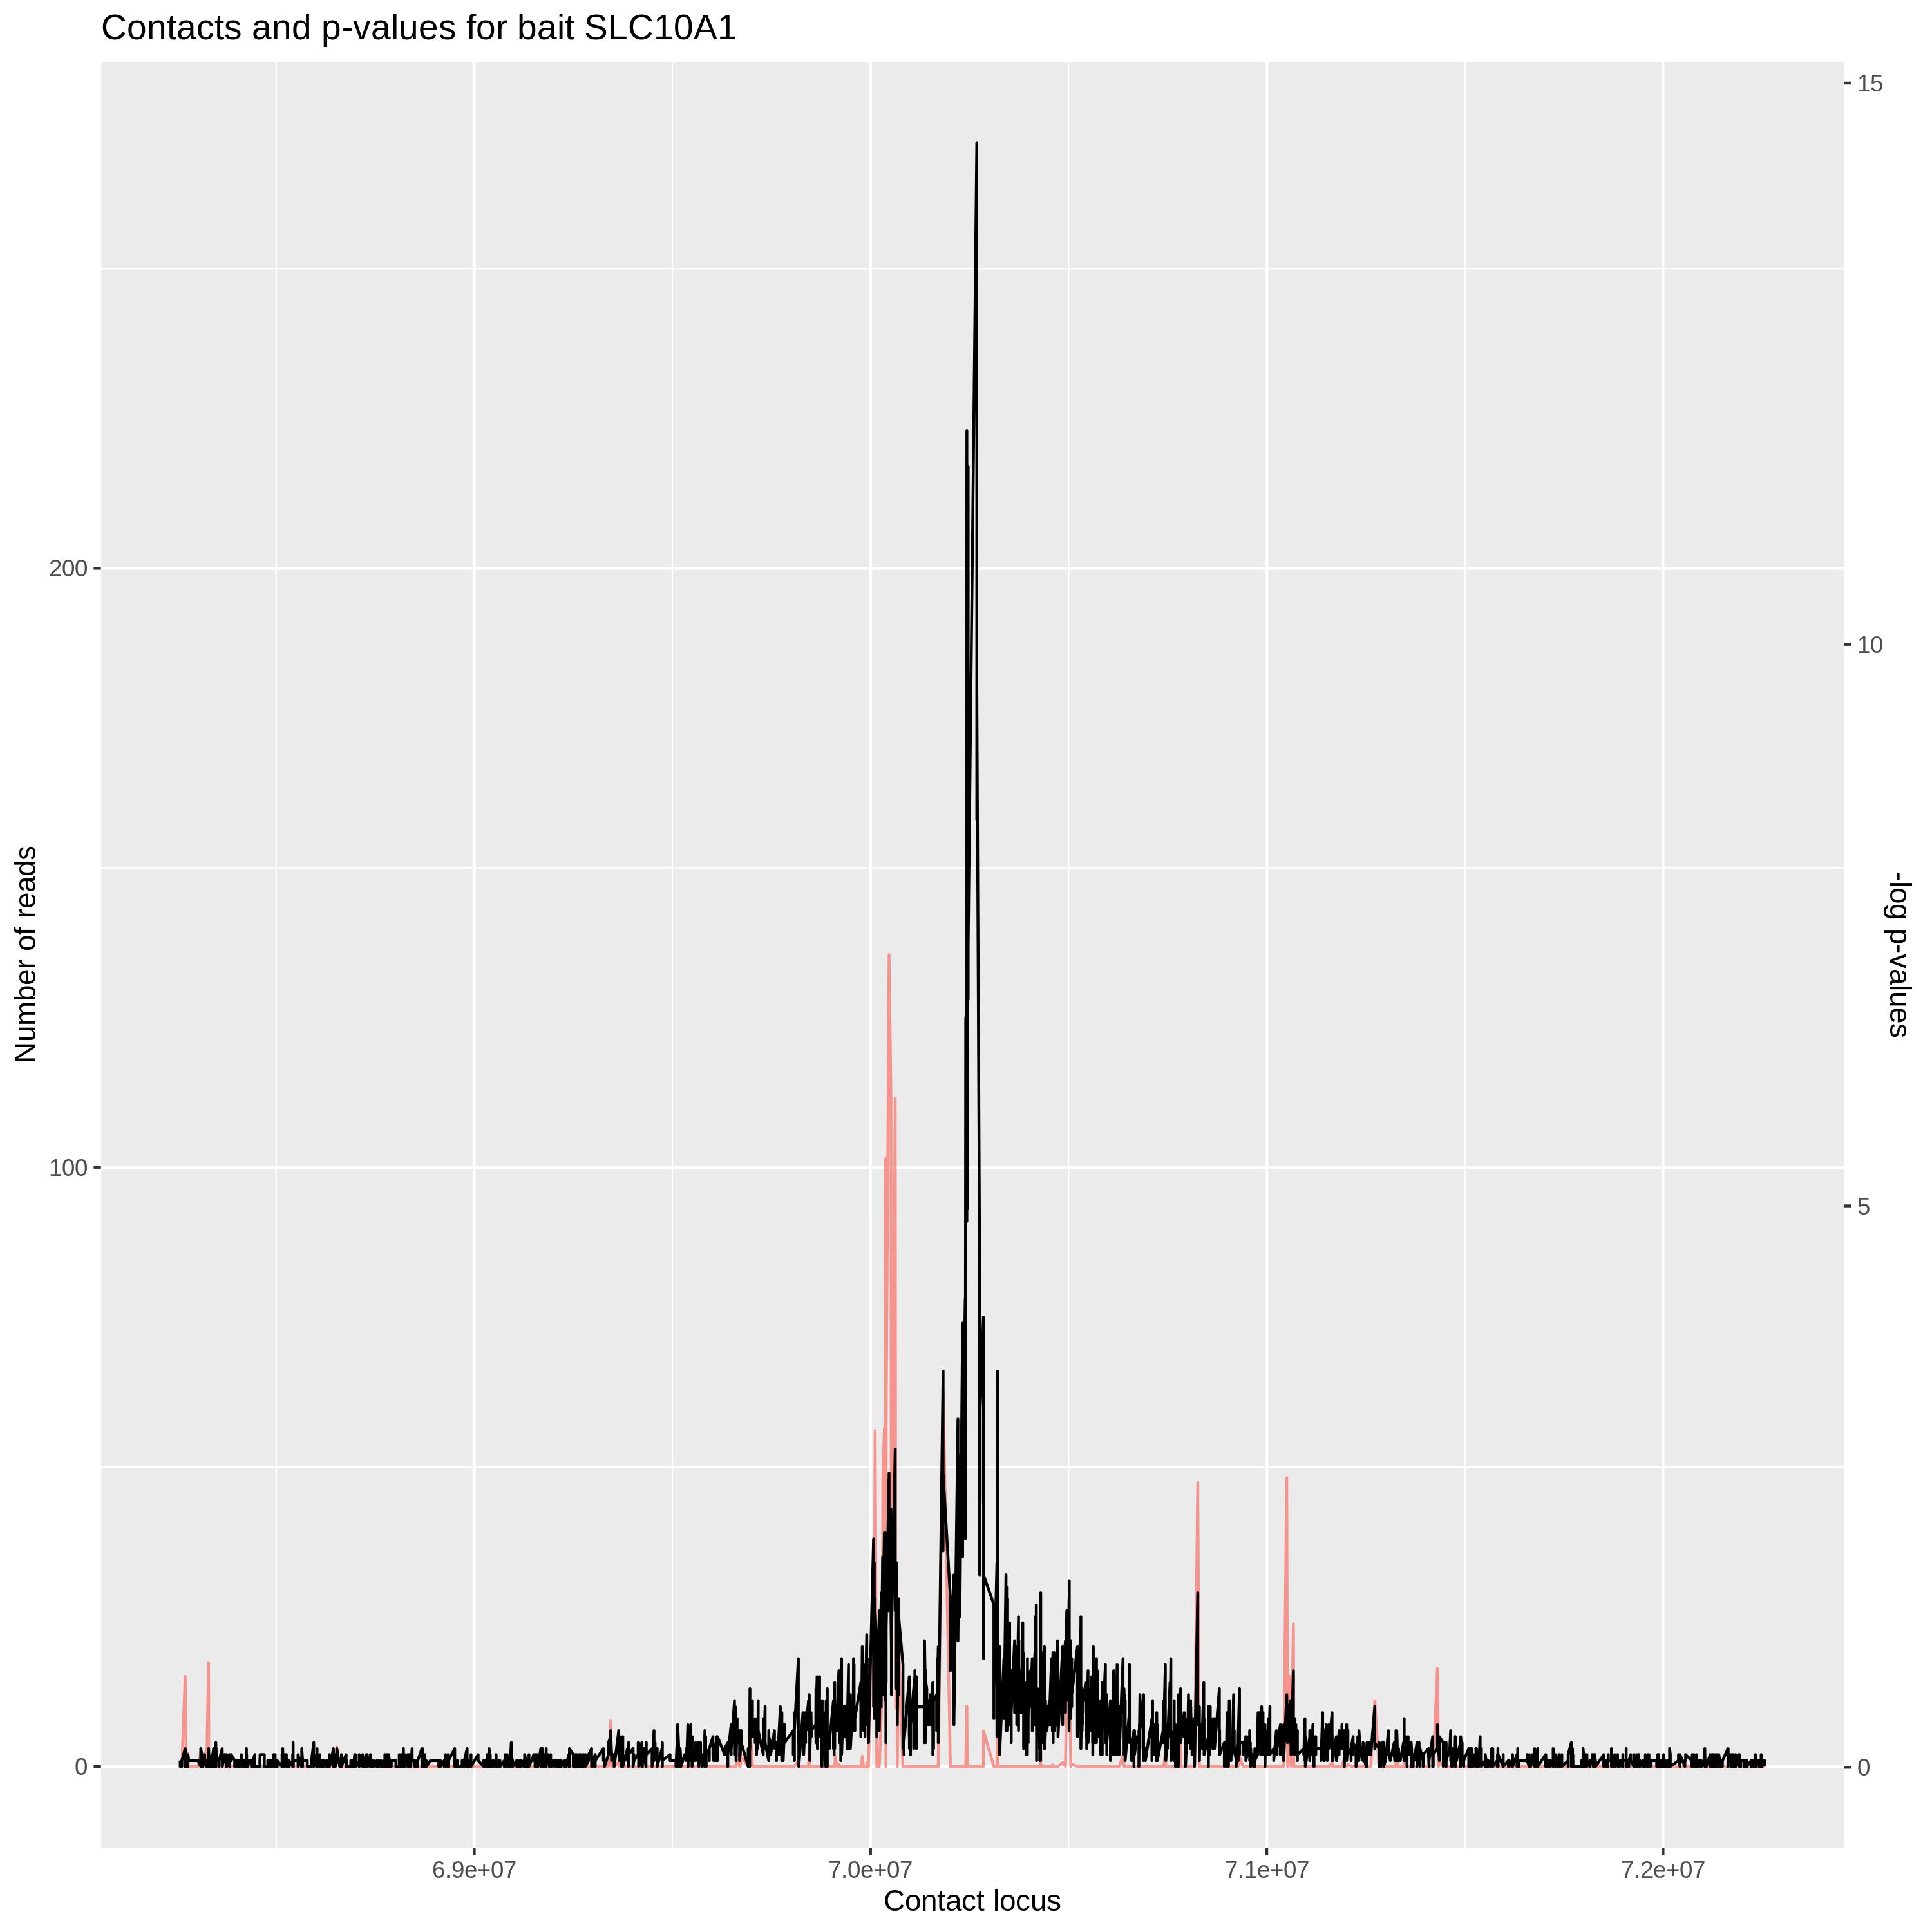 Contacts and p-values for bait SLC10A1
15
200
10
Number of reads
-log p-values
100
5
0
0
6.9e+07
7.0e+07
7.1e+07
7.2e+07
Contact locus